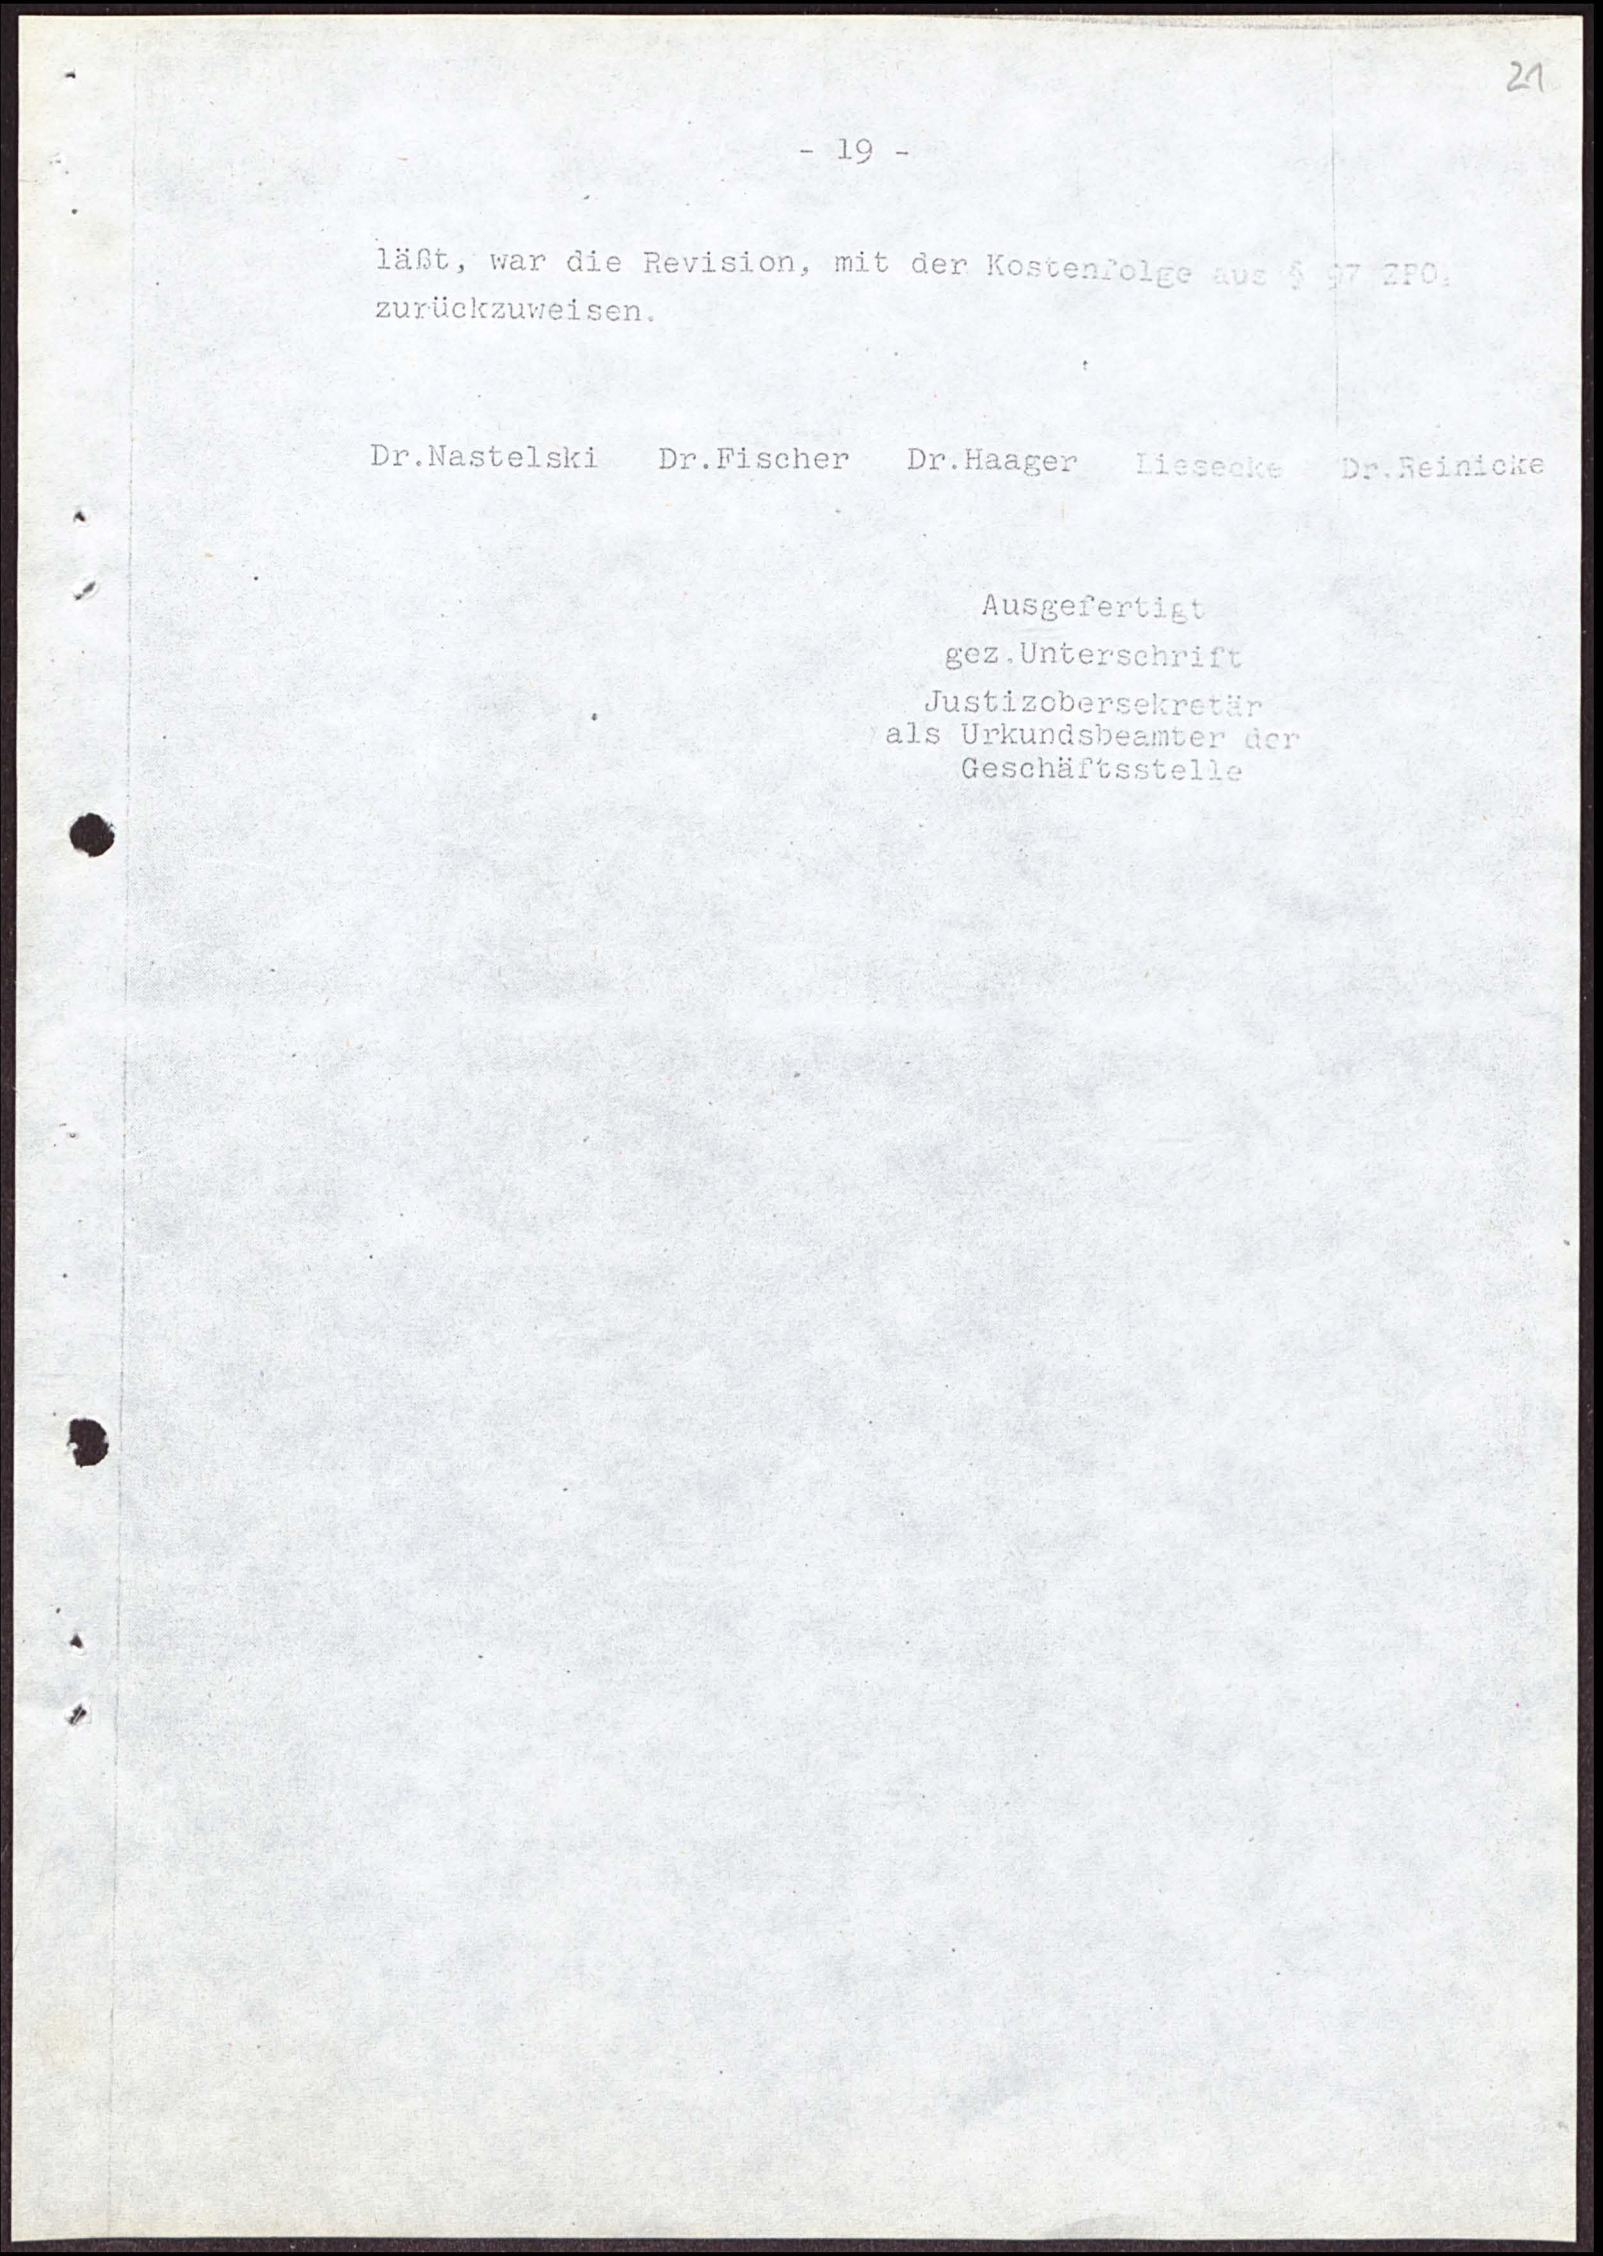 21
- 19 -
läßt, war die Revision, mit der Kostenfolge aus § 97 ZPO,
zurückzuweisen.
Dr.Nastelski Dr.Fischer Dr.Haager Liesecke Dr.Reinicke
Ausgefertigt
gez.Unterschrift
Justizobersekretär
als Urkundsbeamter der
Geschäftsstelle